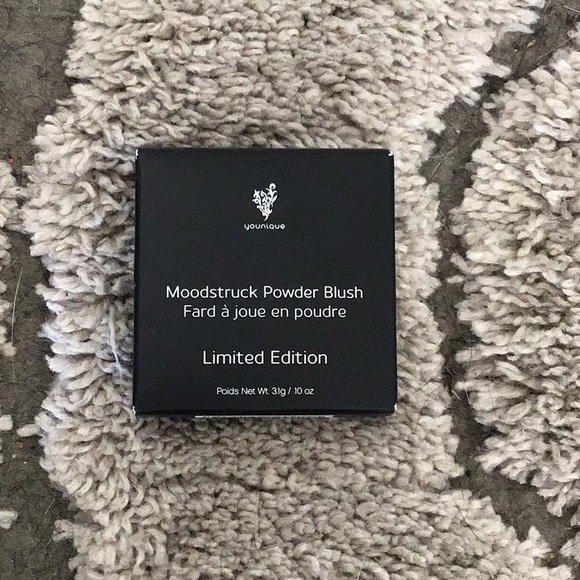 younique
Moodstruck Powder Blush
Fard à joue en poudre
Limited Edition
Poids Net Wt. 3.1g / .10 oz